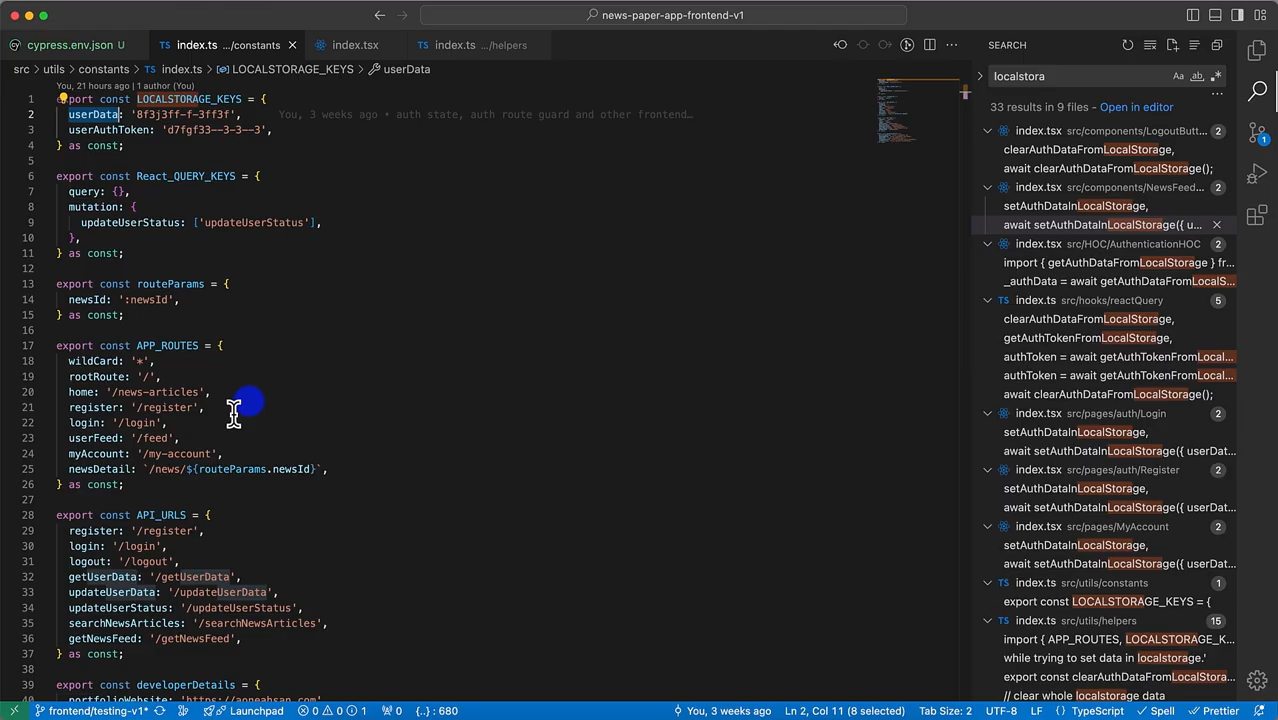 news-paper-app-frontend-v1
cypress.env.json U
index.ts .../constants
index.tsx
index.ts .../helpers
src > utils > constants > TS index.ts > LOCALSTORAGE_KEYS > userData
You, 21 hours ago | 1 author (You)
1 export const LOCALSTORAGE_KEYS = {
2 userData: '8f3j3ff-f-3ff3f', You, 3 weeks ago • auth state, auth route guard and other frontend…
3 userAuthToken: 'd7fgf33--3-3--3',
4 } as const;
5
6 export const React_QUERY_KEYS = {
7 query: {},
8 mutation: {
9 updateUserStatus: ['updateUserStatus'],
10 },
11 } as const;
12
13 export const routeParams = {
14 newsId: ':newsId',
15 } as const;
16
17 export const APP_ROUTES = {
18 wildCard: '*',
19 rootRoute: '/',
20 home: '/news-articles',
21 register: '/register',
22 login: '/login',
23 userFeed: '/feed',
24 myAccount: '/my-account',
25 newsDetail: `/news/${routeParams.newsId}`,
26 } as const;
27
28 export const API_URLS = {
29 register: '/register',
30 login: '/login',
31 logout: '/logout',
32 getUserData: '/getUserData',
33 updateUserData: '/updateUserData',
34 updateUserStatus: '/updateUserStatus',
35 searchNewsArticles: '/searchNewsArticles',
36 getNewsFeed: '/getNewsFeed',
37 } as const;
38
39 export const developerDetails = {
SEARCH
localstora
Aa ab
33 results in 9 files - Open in editor
index.tsx src/components/LogoutButt... 2
clearAuthDataFromLocalStorage,
await clearAuthDataFromLocalStorage();
index.tsx src/components/NewsFeed... 2
setAuthDataInLocalStorage,
await setAuthDataInLocalStorage({ u...
index.tsx src/HOC/AuthenticationHOC 2
import { getAuthDataFromLocalStorage } fr...
_authData = await getAuthDataFromLocalS...
index.ts src/hooks/reactQuery 5
clearAuthDataFromLocalStorage,
getAuthTokenFromLocalStorage,
authToken = await getAuthTokenFromLocal...
authToken = await getAuthTokenFromLocal...
await clearAuthDataFromLocalStorage();
index.tsx src/pages/auth/Login 2
setAuthDataInLocalStorage,
await setAuthDataInLocalStorage({ userDat...
index.tsx src/pages/auth/Register 2
setAuthDataInLocalStorage,
await setAuthDataInLocalStorage({ userDat...
index.tsx src/pages/MyAccount 2
setAuthDataInLocalStorage,
await setAuthDataInLocalStorage({ userDat...
index.ts src/utils/constants 1
export const LOCALSTORAGE_KEYS = {
index.ts src/utils/helpers 15
import { APP_ROUTES, LOCALSTORAGE_K...
while trying to set data in localstorage.'
export const clearAuthDataFromLocalStora...
// clear whole localstorage data
frontend/testing-v1* Launchpad 0 0 1 0 {..} : 680 You, 3 weeks ago Ln 2, Col 11 (8 selected) Tab Size: 2 UTF-8 LF {} TypeScript Spell Prettier